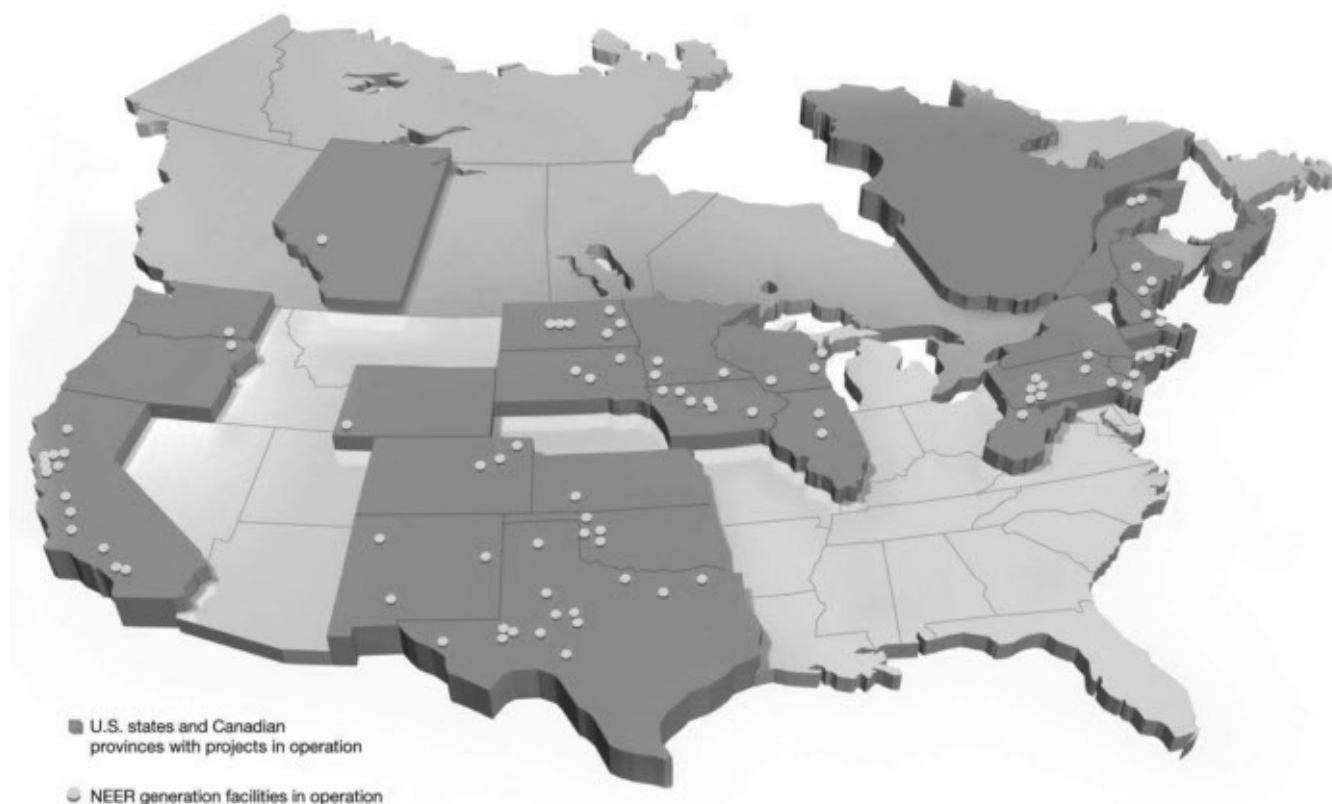 U.S. states and Canadian
provinces with projects in operation
NEER generation facilities in operation